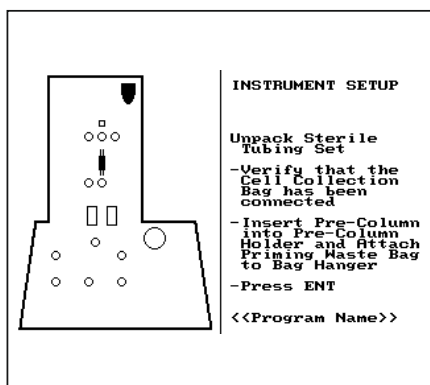 INSTRUMENT SETUP
Unpack Sterile
Tubing Set
-Verify that the
Cell Collection
Bag has been
connected
-Insert Pre-Column
into Pre-Column
Holder and Attach
Priming Waste Bag
to Bag Hanger
-Press ENT
<<Program Name>>